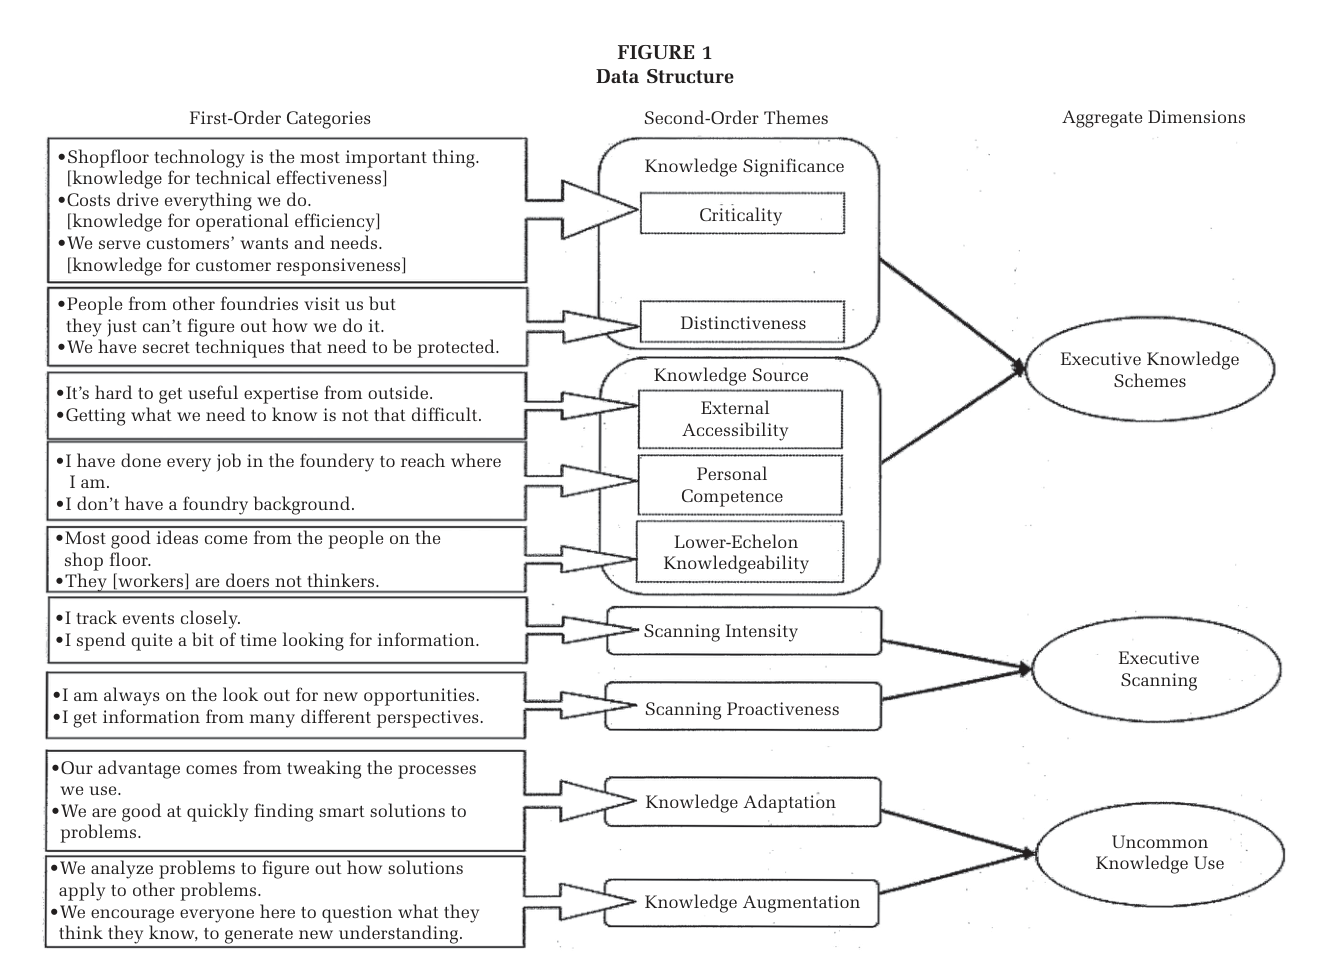 FIGURE 1
Data Structure
First-Order Categories
Second-Order Themes
Aggregate Dimensions
•Shopfloor technology is the most important thing.
[knowledge for technical effectiveness]
•Costs drive everything we do.
[knowledge for operational efficiency]
•We serve customers’ wants and needs.
[knowledge for customer responsiveness]
•People from other foundries visit us but
they just can’t figure out how we do it.
•We have secret techniques that need to be protected.
•It’s hard to get useful expertise from outside.
•Getting what we need to know is not that difficult.
•I have done every job in the foundery to reach where
I am.
•I don’t have a foundry background.
•Most good ideas come from the people on the
shop floor.
•They [workers] are doers not thinkers.
•I track events closely.
•I spend quite a bit of time looking for information.
•I am always on the look out for new opportunities.
•I get information from many different perspectives.
•Our advantage comes from tweaking the processes
we use.
•We are good at quickly finding smart solutions to
problems.
•We analyze problems to figure out how solutions
apply to other problems.
•We encourage everyone here to question what they
think they know, to generate new understanding.
Knowledge Significance
Criticality
Distinctiveness
Knowledge Source
External
Accessibility
Personal
Competence
Lower-Echelon
Knowledgeability
Scanning Intensity
Scanning Proactiveness
Knowledge Adaptation
Knowledge Augmentation
Executive Knowledge
Schemes
Executive
Scanning
Uncommon
Knowledge Use